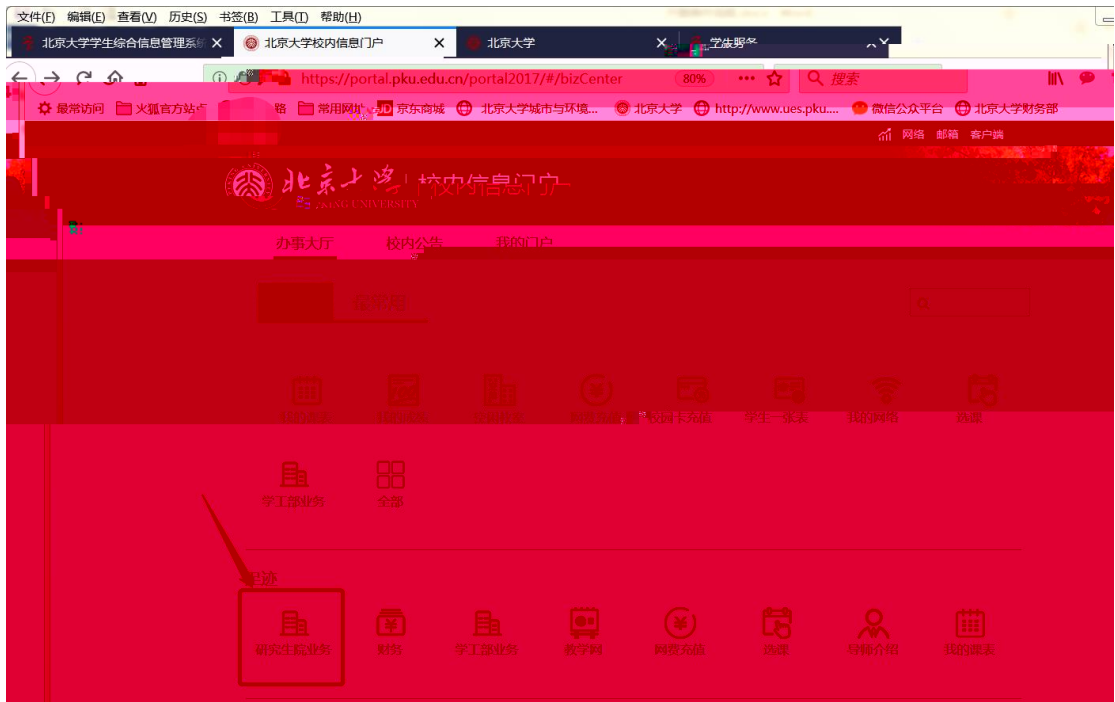 文件(F) 编辑(E) 查看(V) 历史(S) 书签(B) 工具(T) 帮助(H)
北京大学学生综合信息管理系统 北京大学校内信息门户 北京大学
https://portal.pku.edu.cn/portal2017/#/bizCenter 80% 搜索
最常访问 火狐官方站点 常用网址 JD 京东商城 北京大学城市与环境... 北京大学 http://www.ues.pku.... 微信公众平台 北京大学财务部
网络 邮箱 客户端
北京大学 校内信息门户
UNIVERSITY
办事大厅 校内公告 我的门户
校园卡充值 学生一张表 我的网络 选课
学工部业务 全部
足迹
研究生院业务 财务 学工部业务 教学网 网费充值 选课 导师介绍 我的课表